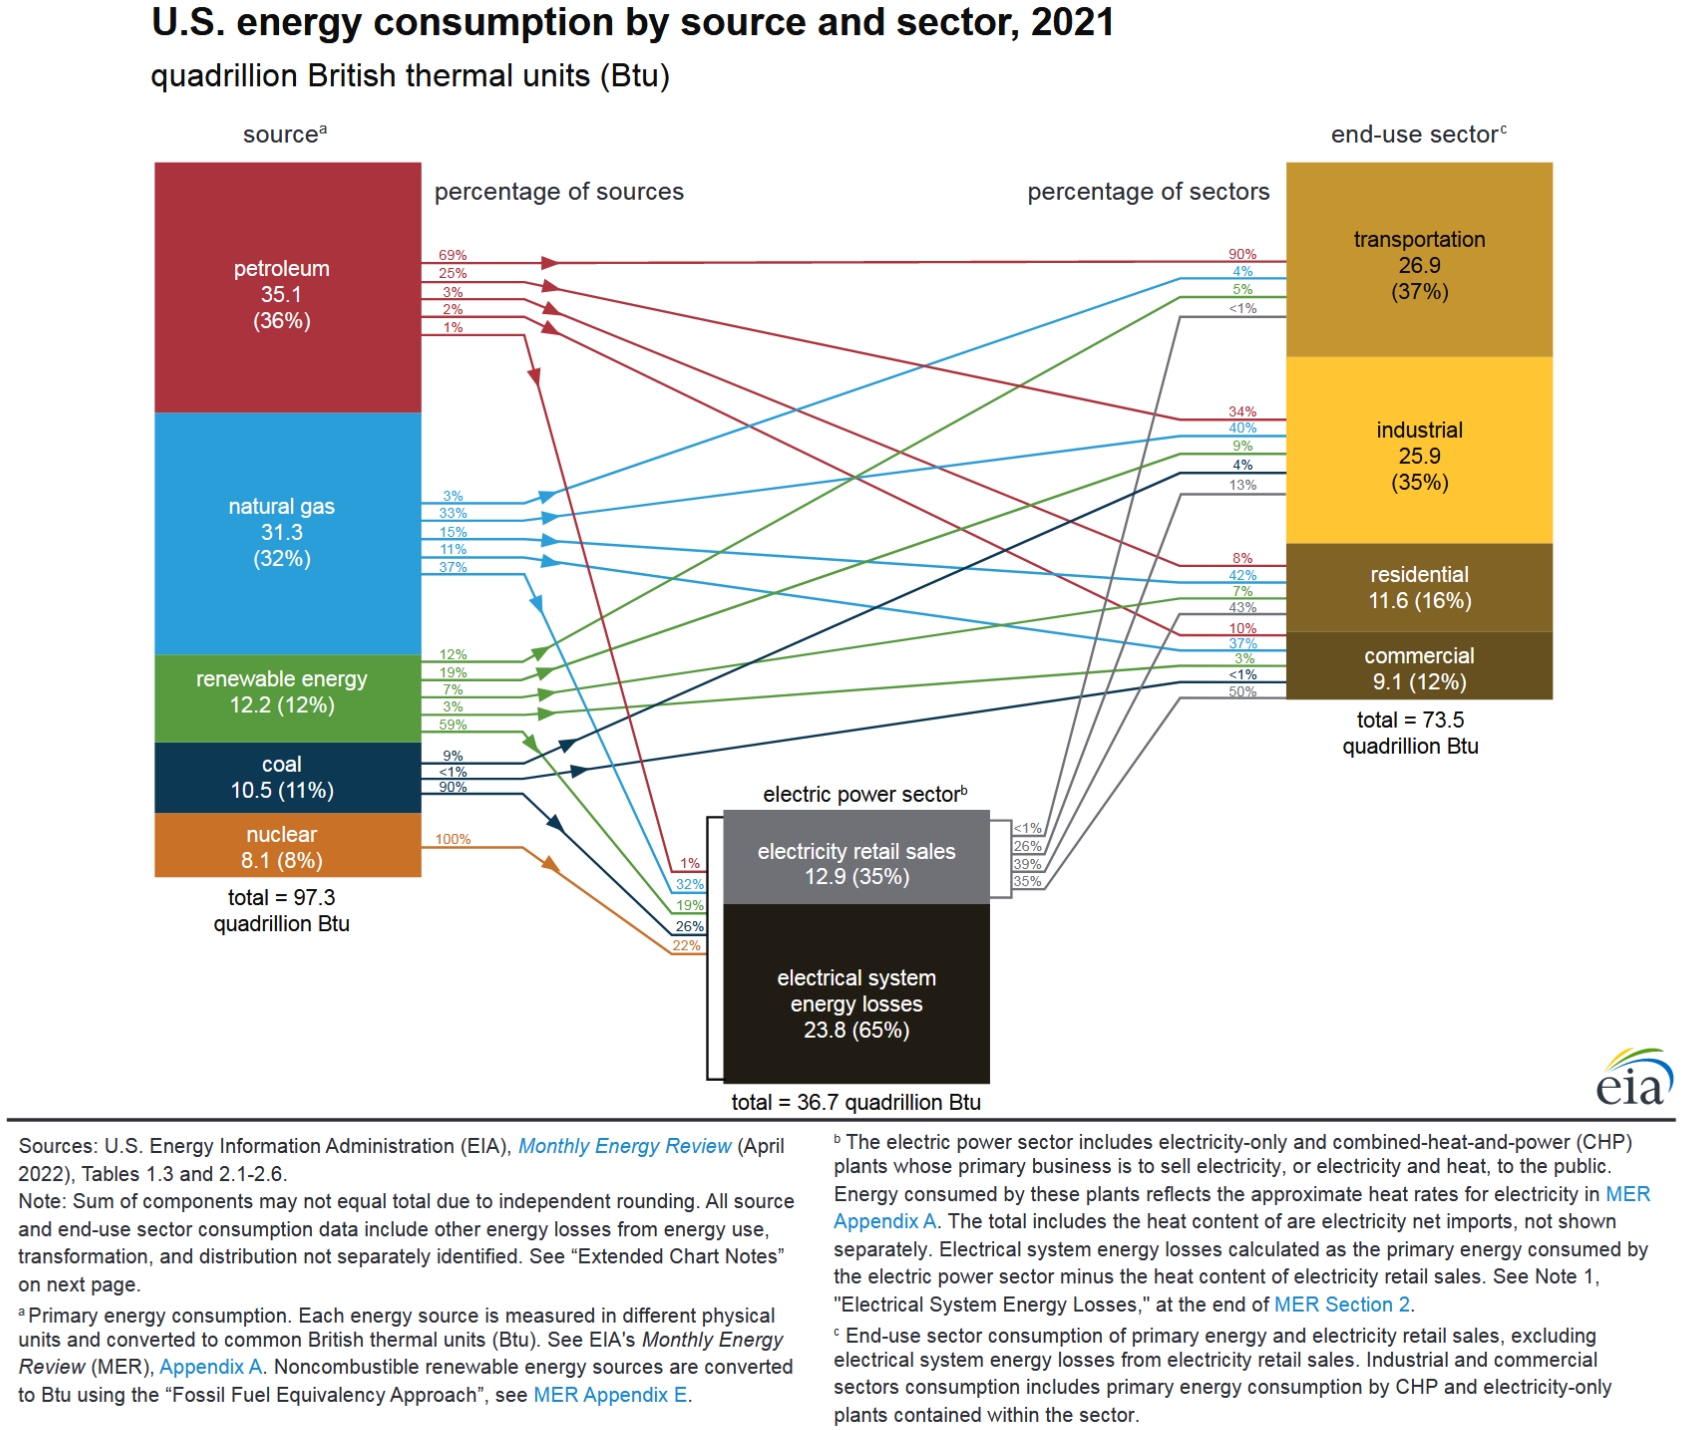 U.S. energy consumption by source and sector, 2021
quadrillion British thermal units (Btu)
sourceᵃ
end-use sectorᶜ
percentage of sources
percentage of sectors
petroleum
35.1
(36%)
69%
25%
3%
2%
1%
natural gas
31.3
(32%)
3%
33%
15%
11%
37%
renewable energy
12.2 (12%)
12%
19%
7%
3%
59%
coal
10.5 (11%)
9%
<1%
90%
nuclear
8.1 (8%)
100%
total = 97.3
quadrillion Btu
90%
4%
5%
<1%
transportation
26.9
(37%)
34%
40%
9%
4%
13%
industrial
25.9
(35%)
8%
42%
7%
43%
residential
11.6 (16%)
10%
37%
3%
<1%
50%
commercial
9.1 (12%)
total = 73.5
quadrillion Btu
electric power sectorᵇ
1%
32%
19%
26%
22%
electricity retail sales
12.9 (35%)
<1%
26%
39%
35%
electrical system
energy losses
23.8 (65%)
total = 36.7 quadrillion Btu
eia
Sources: U.S. Energy Information Administration (EIA), Monthly Energy Review (April
2022), Tables 1.3 and 2.1-2.6.
Note: Sum of components may not equal total due to independent rounding. All source
and end-use sector consumption data include other energy losses from energy use,
transformation, and distribution not separately identified. See “Extended Chart Notes”
on next page.
ᵃ Primary energy consumption. Each energy source is measured in different physical
units and converted to common British thermal units (Btu). See EIA's Monthly Energy
Review (MER), Appendix A. Noncombustible renewable energy sources are converted
to Btu using the “Fossil Fuel Equivalency Approach”, see MER Appendix E.
ᵇ The electric power sector includes electricity-only and combined-heat-and-power (CHP)
plants whose primary business is to sell electricity, or electricity and heat, to the public.
Energy consumed by these plants reflects the approximate heat rates for electricity in MER
Appendix A. The total includes the heat content of are electricity net imports, not shown
separately. Electrical system energy losses calculated as the primary energy consumed by
the electric power sector minus the heat content of electricity retail sales. See Note 1,
"Electrical System Energy Losses," at the end of MER Section 2.
ᶜ End-use sector consumption of primary energy and electricity retail sales, excluding
electrical system energy losses from electricity retail sales. Industrial and commercial
sectors consumption includes primary energy consumption by CHP and electricity-only
plants contained within the sector.